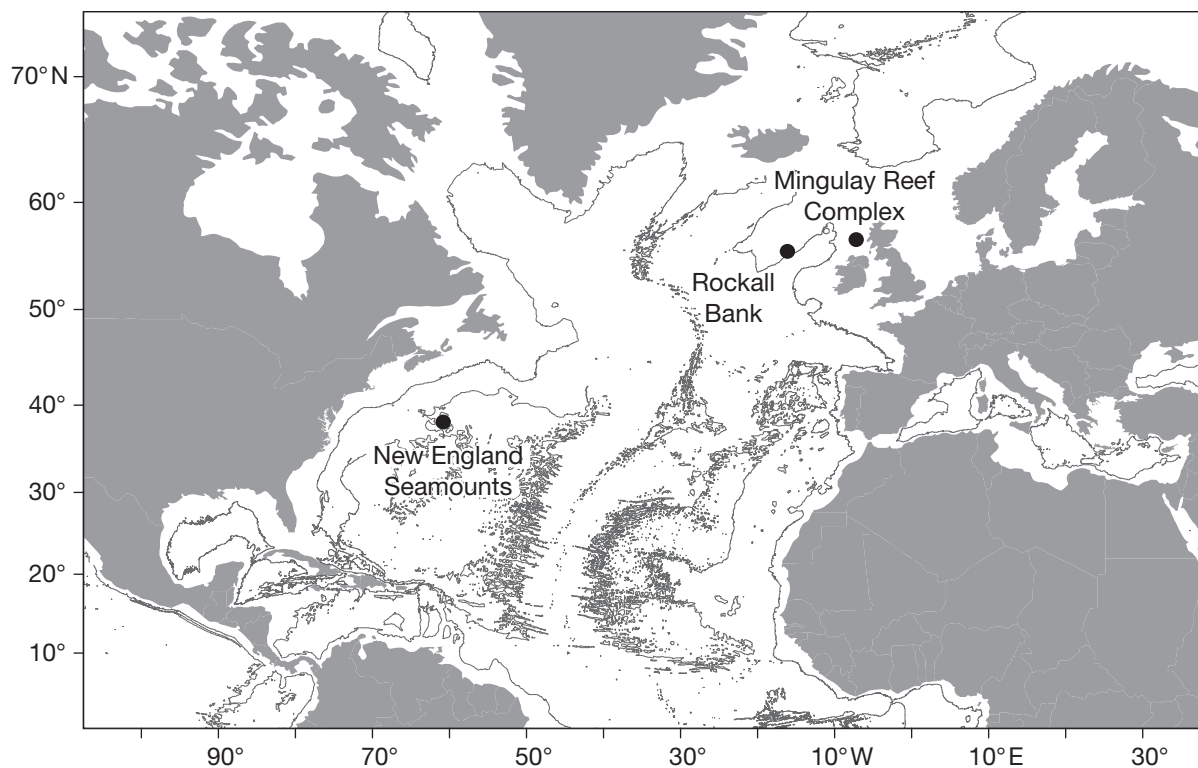 70°N
60°
50°
40°
30°
20°
10°
Mingulay Reef
Complex
Rockall
Bank
New England
Seamounts
90°
70°
50°
30°
10°W
10°E
30°